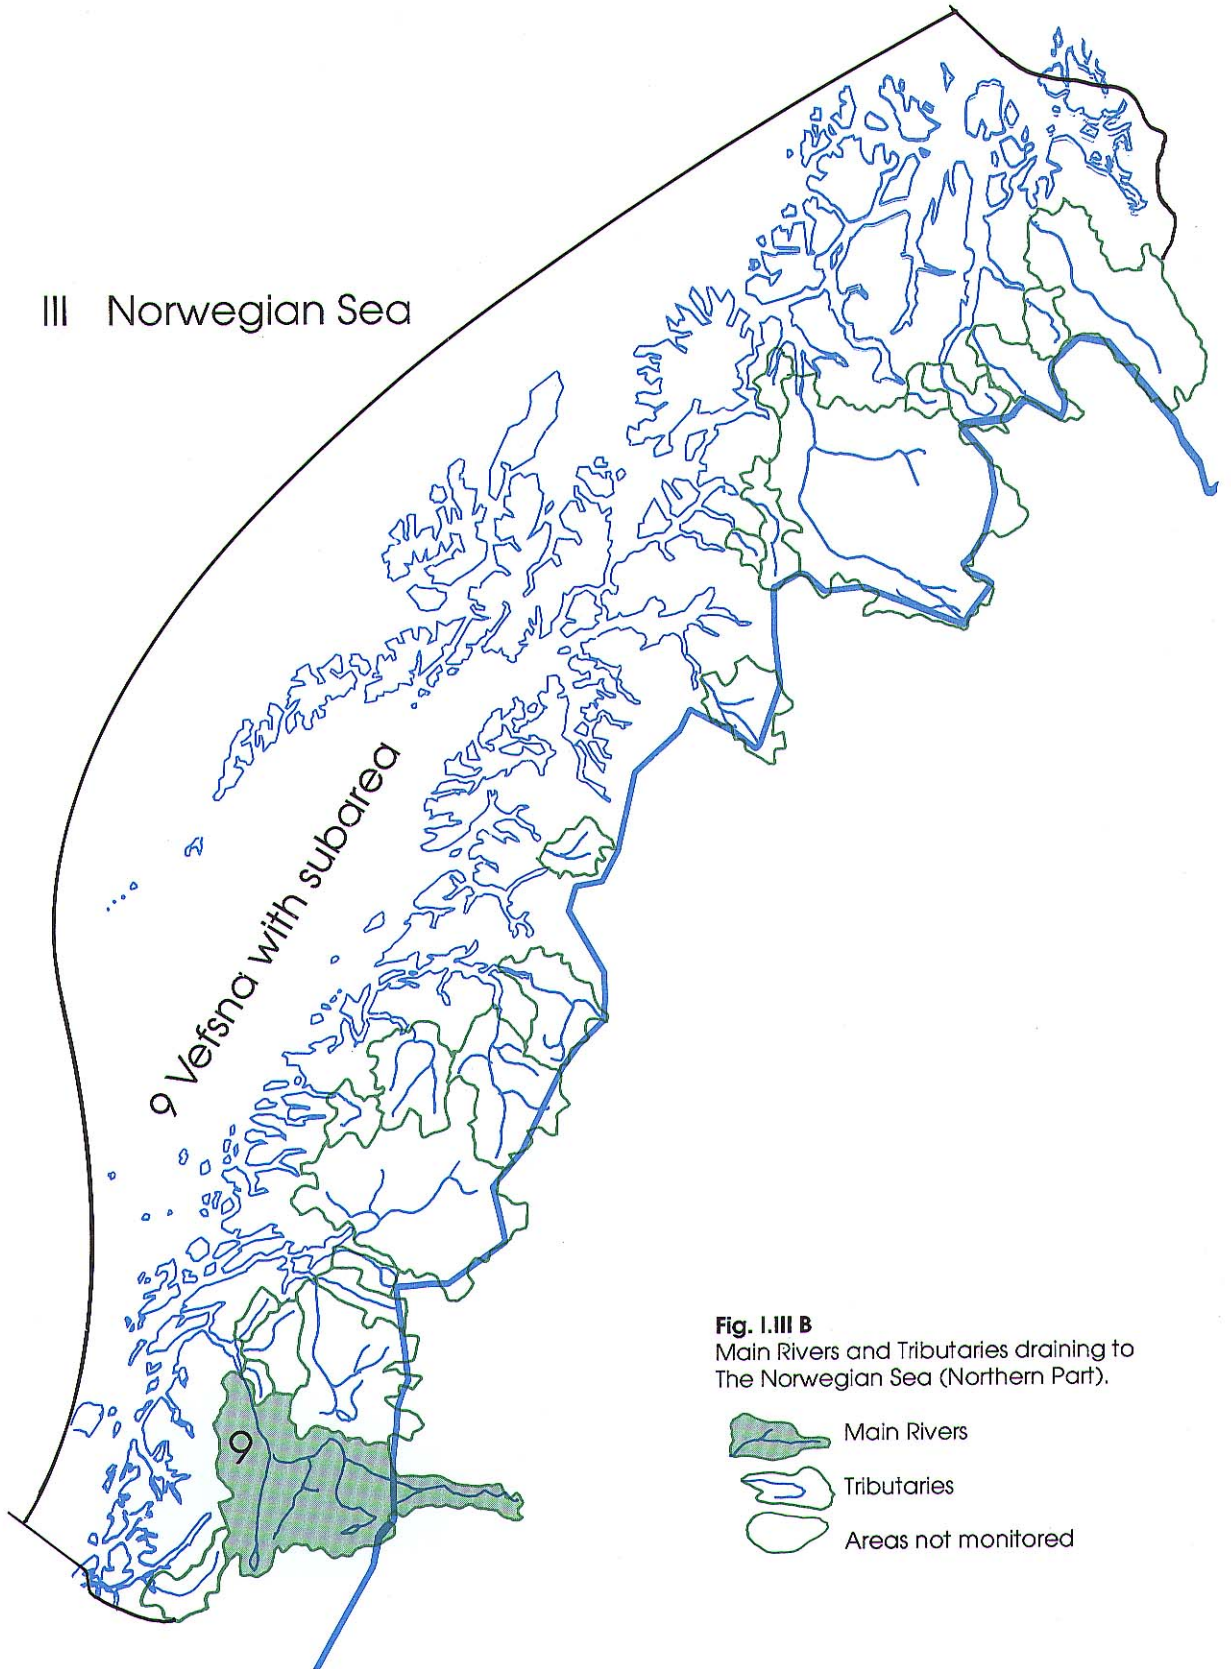 III Norwegian Sea
9 Vefsna with subarea
9
Fig. I.III B
Main Rivers and Tributaries draining to
The Norwegian Sea (Northern Part).
Main Rivers
Tributaries
Areas not monitored